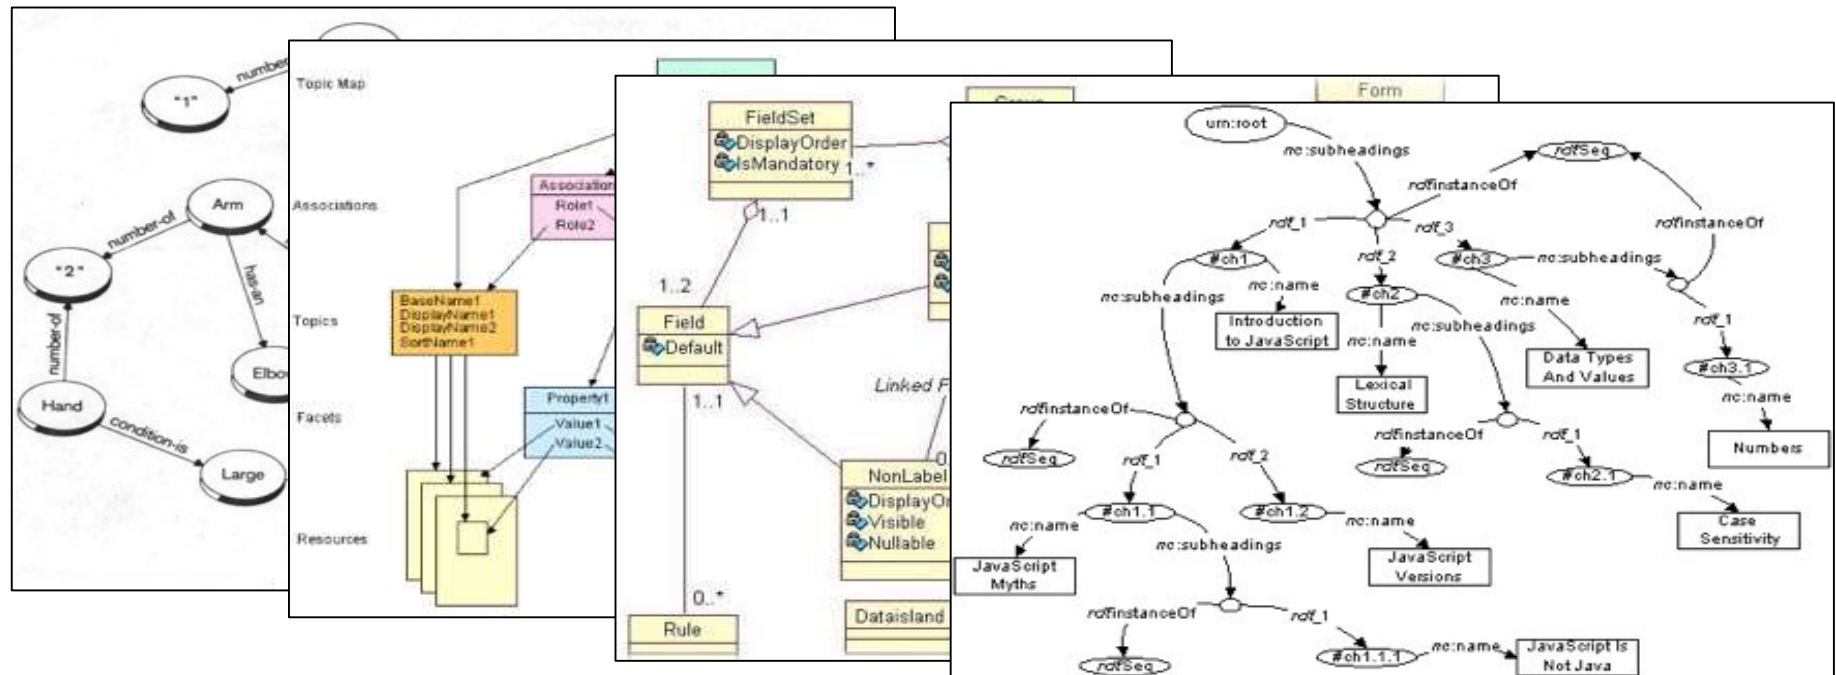 number
"1"
Arm
number-of
"2"
has-an
number-of
Hand
condition-is
Large
Topic Map
Associations
Topics
Facets
Resources
Association
Role1
Role2
BaseName1
DisplayName1
DisplayName2
SortName1
Property1
Value1
Value2
FieldSet
DisplayOrder
IsMandatory
1..*
1..1
1..2
Field
Default
1..1
Linked F
0..*
Rule
NonLabel
DisplayOr
Visible
Nullable
0
Dataisland
Form
urn:root
nc:subheadings
rdf:Seq
rdf:instanceOf
rdf:instanceOf
rdf:_1
rdf:_3
rdf:_2
#ch1
#ch3
nc:subheadings
nc:subheadings
nc:name
#ch2
nc:name
Introduction
to JavaScript
nc:subheadings
nc:name
rdf:_1
Data Types
And Values
#ch3.1
Lexical
Structure
nc:name
rdf:instanceOf
rdf:instanceOf
rdf:_1
Numbers
rdf:Seq
rdf:_1
rdf:_2
rdf:Seq
#ch2.1
nc:name
#ch1.1
#ch1.2
nc:name
nc:name
Case
Sensitivity
nc:subheadings
JavaScript
Myths
JavaScript
Versions
rdf:instanceOf
rdf:_1
rdf:Seq
#ch1.1.1
nc:name
JavaScript Is
Not Java